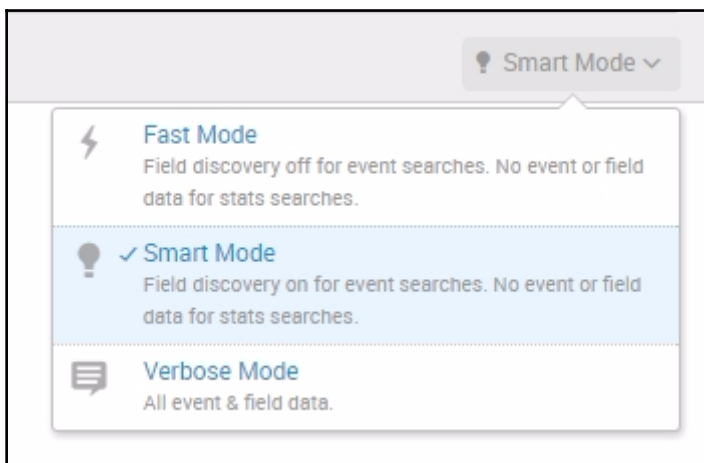 Smart Mode
Fast Mode
Field discovery off for event searches. No event or field
data for stats searches.
Smart Mode
Field discovery on for event searches. No event or field
data for stats searches.
Verbose Mode
All event & field data.